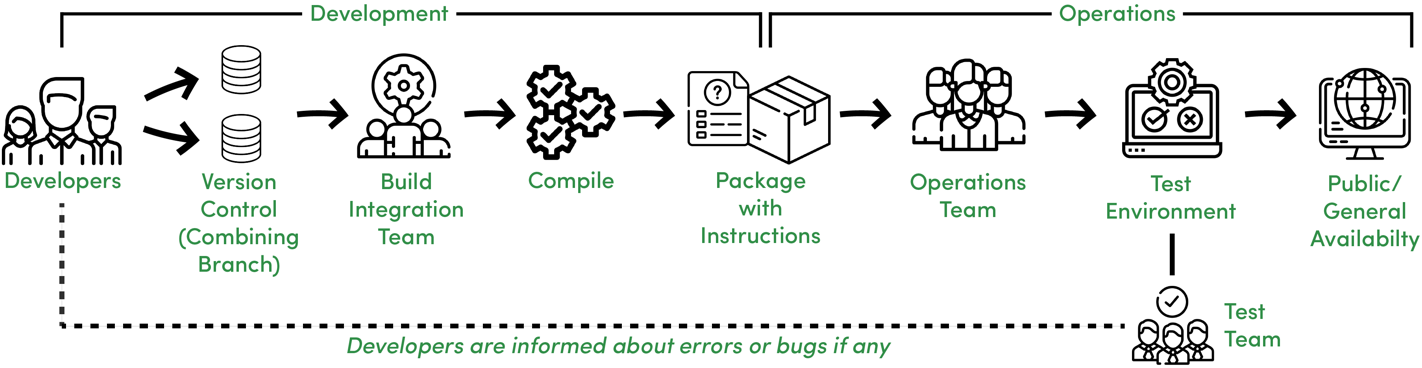 Development
Operations
Developers
Version
Control
(Combining
Branch)
Build
Integration
Team
Compile
?
Package
with
Instructions
Operations
Team
Test
Environment
Public/
General
Availabilty
Test
Team
Developers are informed about errors or bugs if any